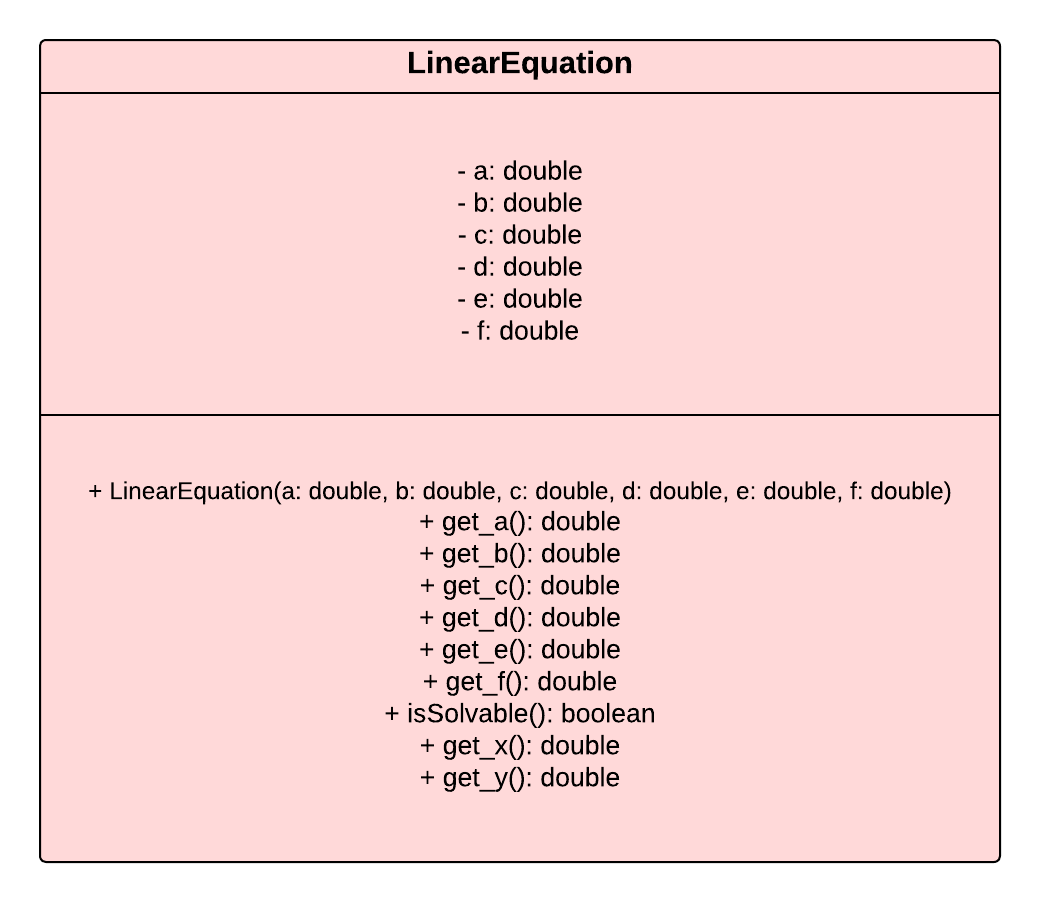 LinearEquation
- a: double
- b: double
- c: double
- d: double
- e: double
- f: double
+ LinearEquation(a: double, b: double, c: double, d: double, e: double, f: double)
+ get_a(): double
+ get_b(): double
+ get_c(): double
+ get_d(): double
+ get_e(): double
+ get_f(): double
+ isSolvable(): boolean
+ get_x(): double
+ get_y(): double